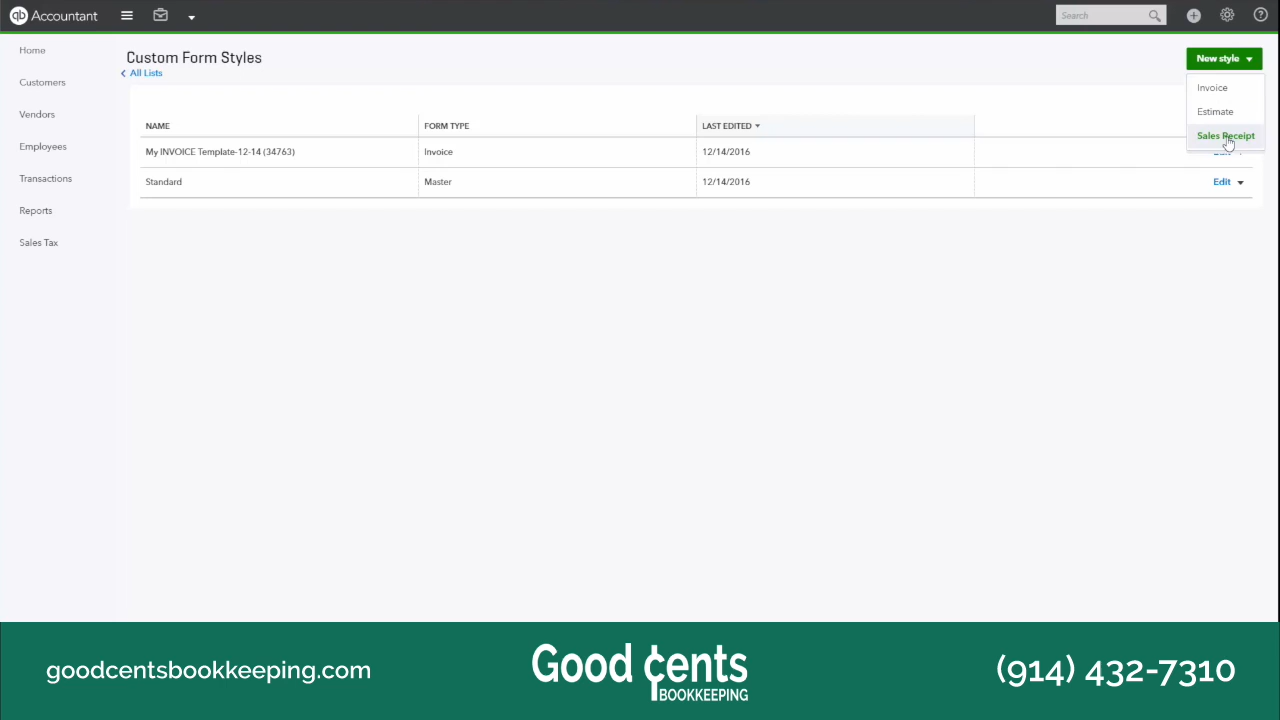 qb Accountant
Search
Home
Customers
Vendors
Employees
Transactions
Reports
Sales Tax
Custom Form Styles
All Lists
New style
Invoice
Estimate
Sales Receipt
NAME FORM TYPE LAST EDITED
My INVOICE Template-12-14 (34763) Invoice 12/14/2016
Standard Master 12/14/2016 Edit
goodcentsbookkeeping.com
Good cents
BOOKKEEPING
(914) 432-7310